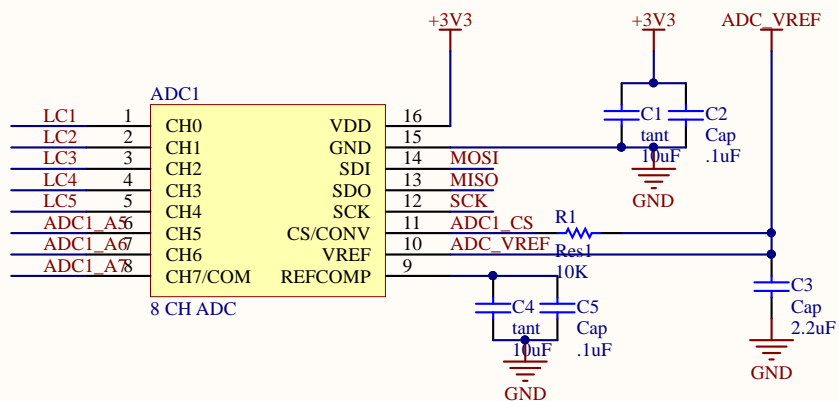 +3V3
+3V3
ADC_VREF
ADC1
LC1 1 CH0 VDD 16
LC2 2 CH1 GND 15
LC3 3 CH2 SDI 14 MOSI
LC4 4 CH3 SDO 13 MISO
LC5 5 CH4 SCK 12 SCK
ADC1_A5 6 CH5 CS/CONV 11 ADC1_CS
ADC1_A6 7 CH6 VREF 10 ADC_VREF
ADC1_A7 8 CH7/COM REFCOMP 9
8 CH ADC
C1
tant
10uF
C2
Cap
.1uF
GND
R1
Res1
10K
C3
Cap
2.2uF
GND
C4
tant
10uF
C5
Cap
.1uF
GND